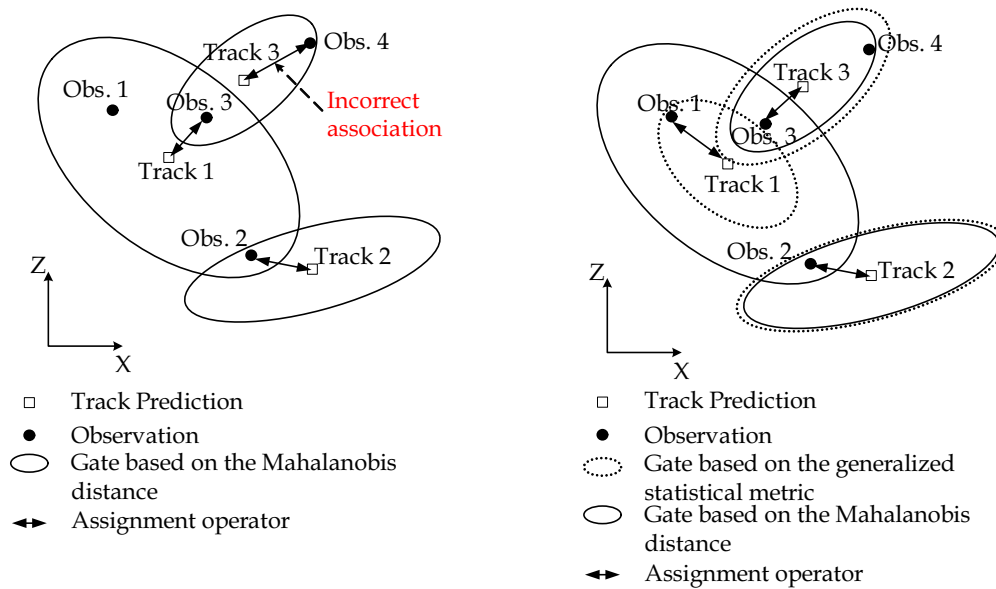 Track 3
Obs. 4
Obs. 1
Obs. 3
Incorrect
association
Track 1
Obs. 2
Track 2
Z
X
Track Prediction
Observation
Gate based on the Mahalanobis
distance
Assignment operator
Obs. 4
Track 3
Obs. 1
Obs. 3
Track 1
Obs. 2
Track 2
Z
X
Track Prediction
Observation
Gate based on the generalized
statistical metric
Gate based on the Mahalanobis
distance
Assignment operator